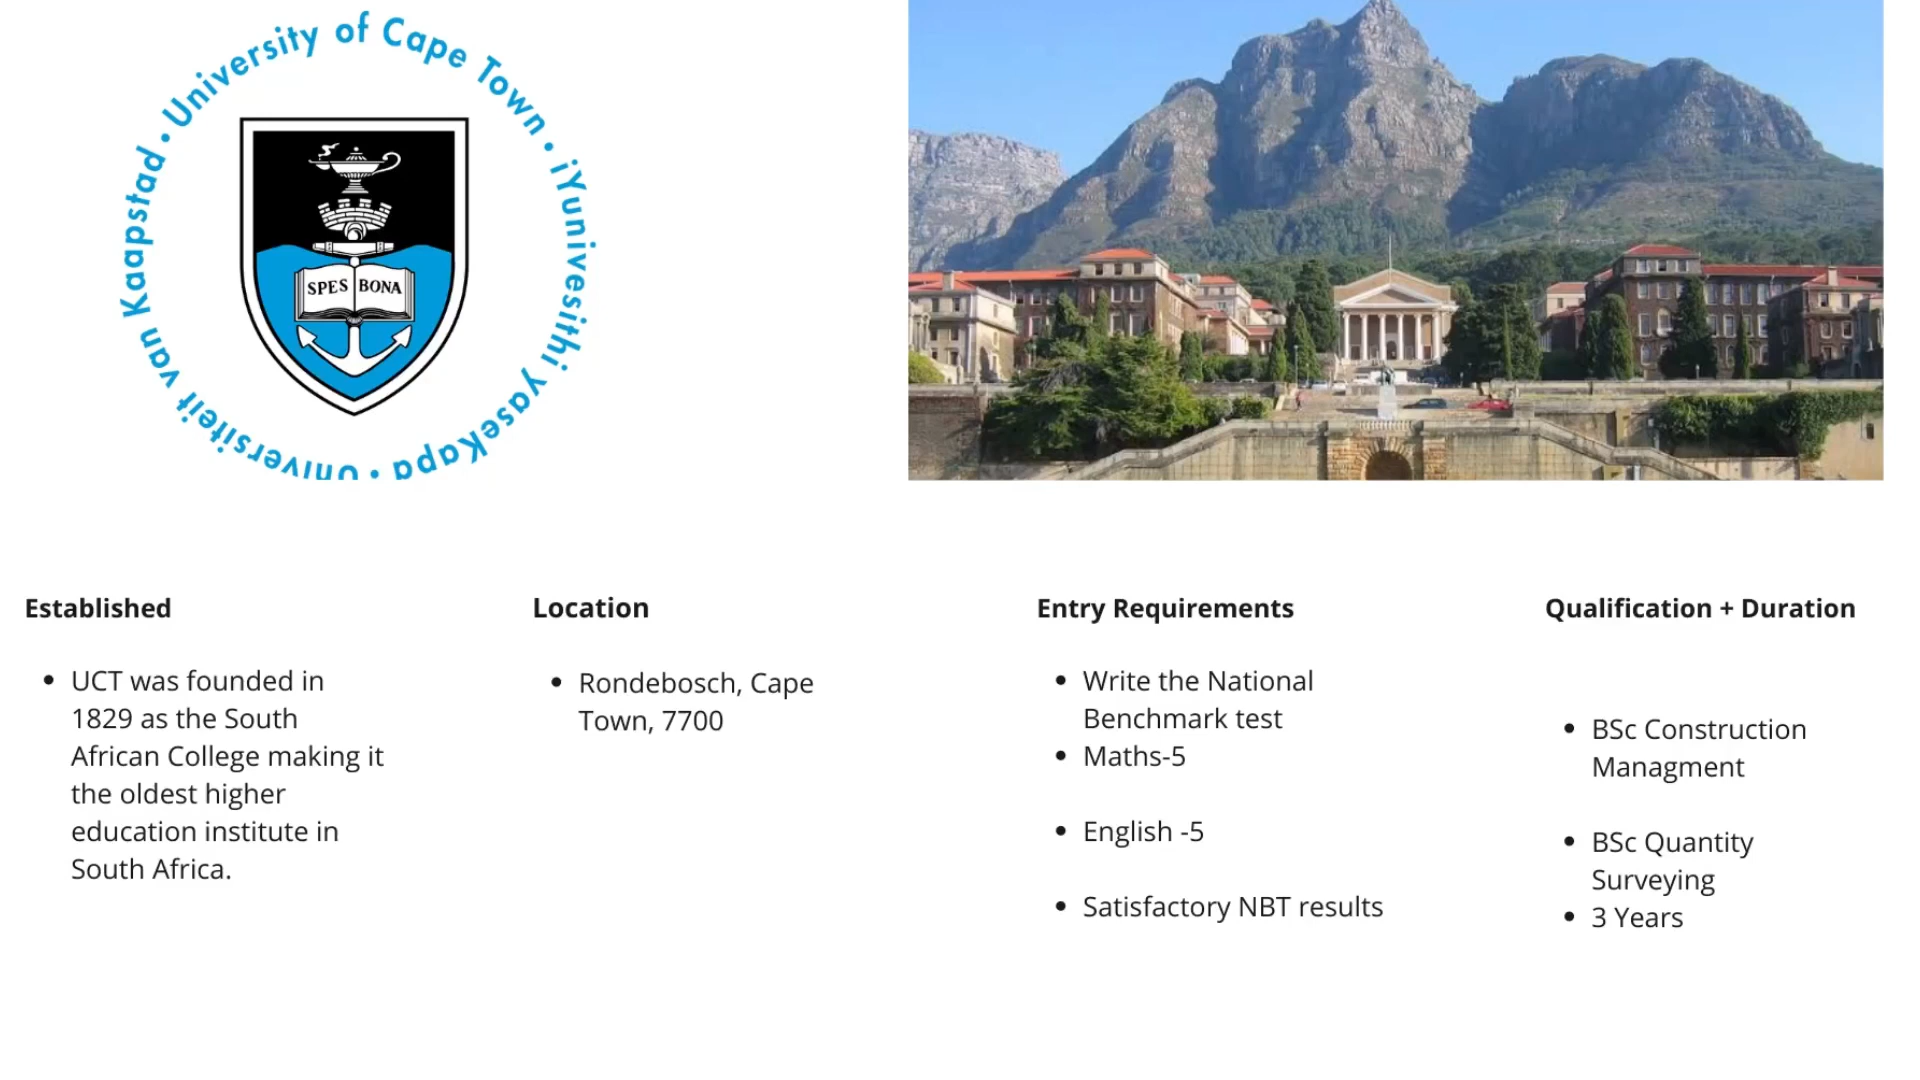 University of Cape Town • iYunivesithi yaseKapa • Universiteit van Kaapstad •
SPES BONA
Established
• UCT was founded in
1829 as the South
African College making it
the oldest higher
education institute in
South Africa.
Location
• Rondebosch, Cape
Town, 7700
Entry Requirements
• Write the National
Benchmark test
• Maths-5
• English -5
• Satisfactory NBT results
Qualification + Duration
• BSc Construction
Managment
• BSc Quantity
Surveying
• 3 Years